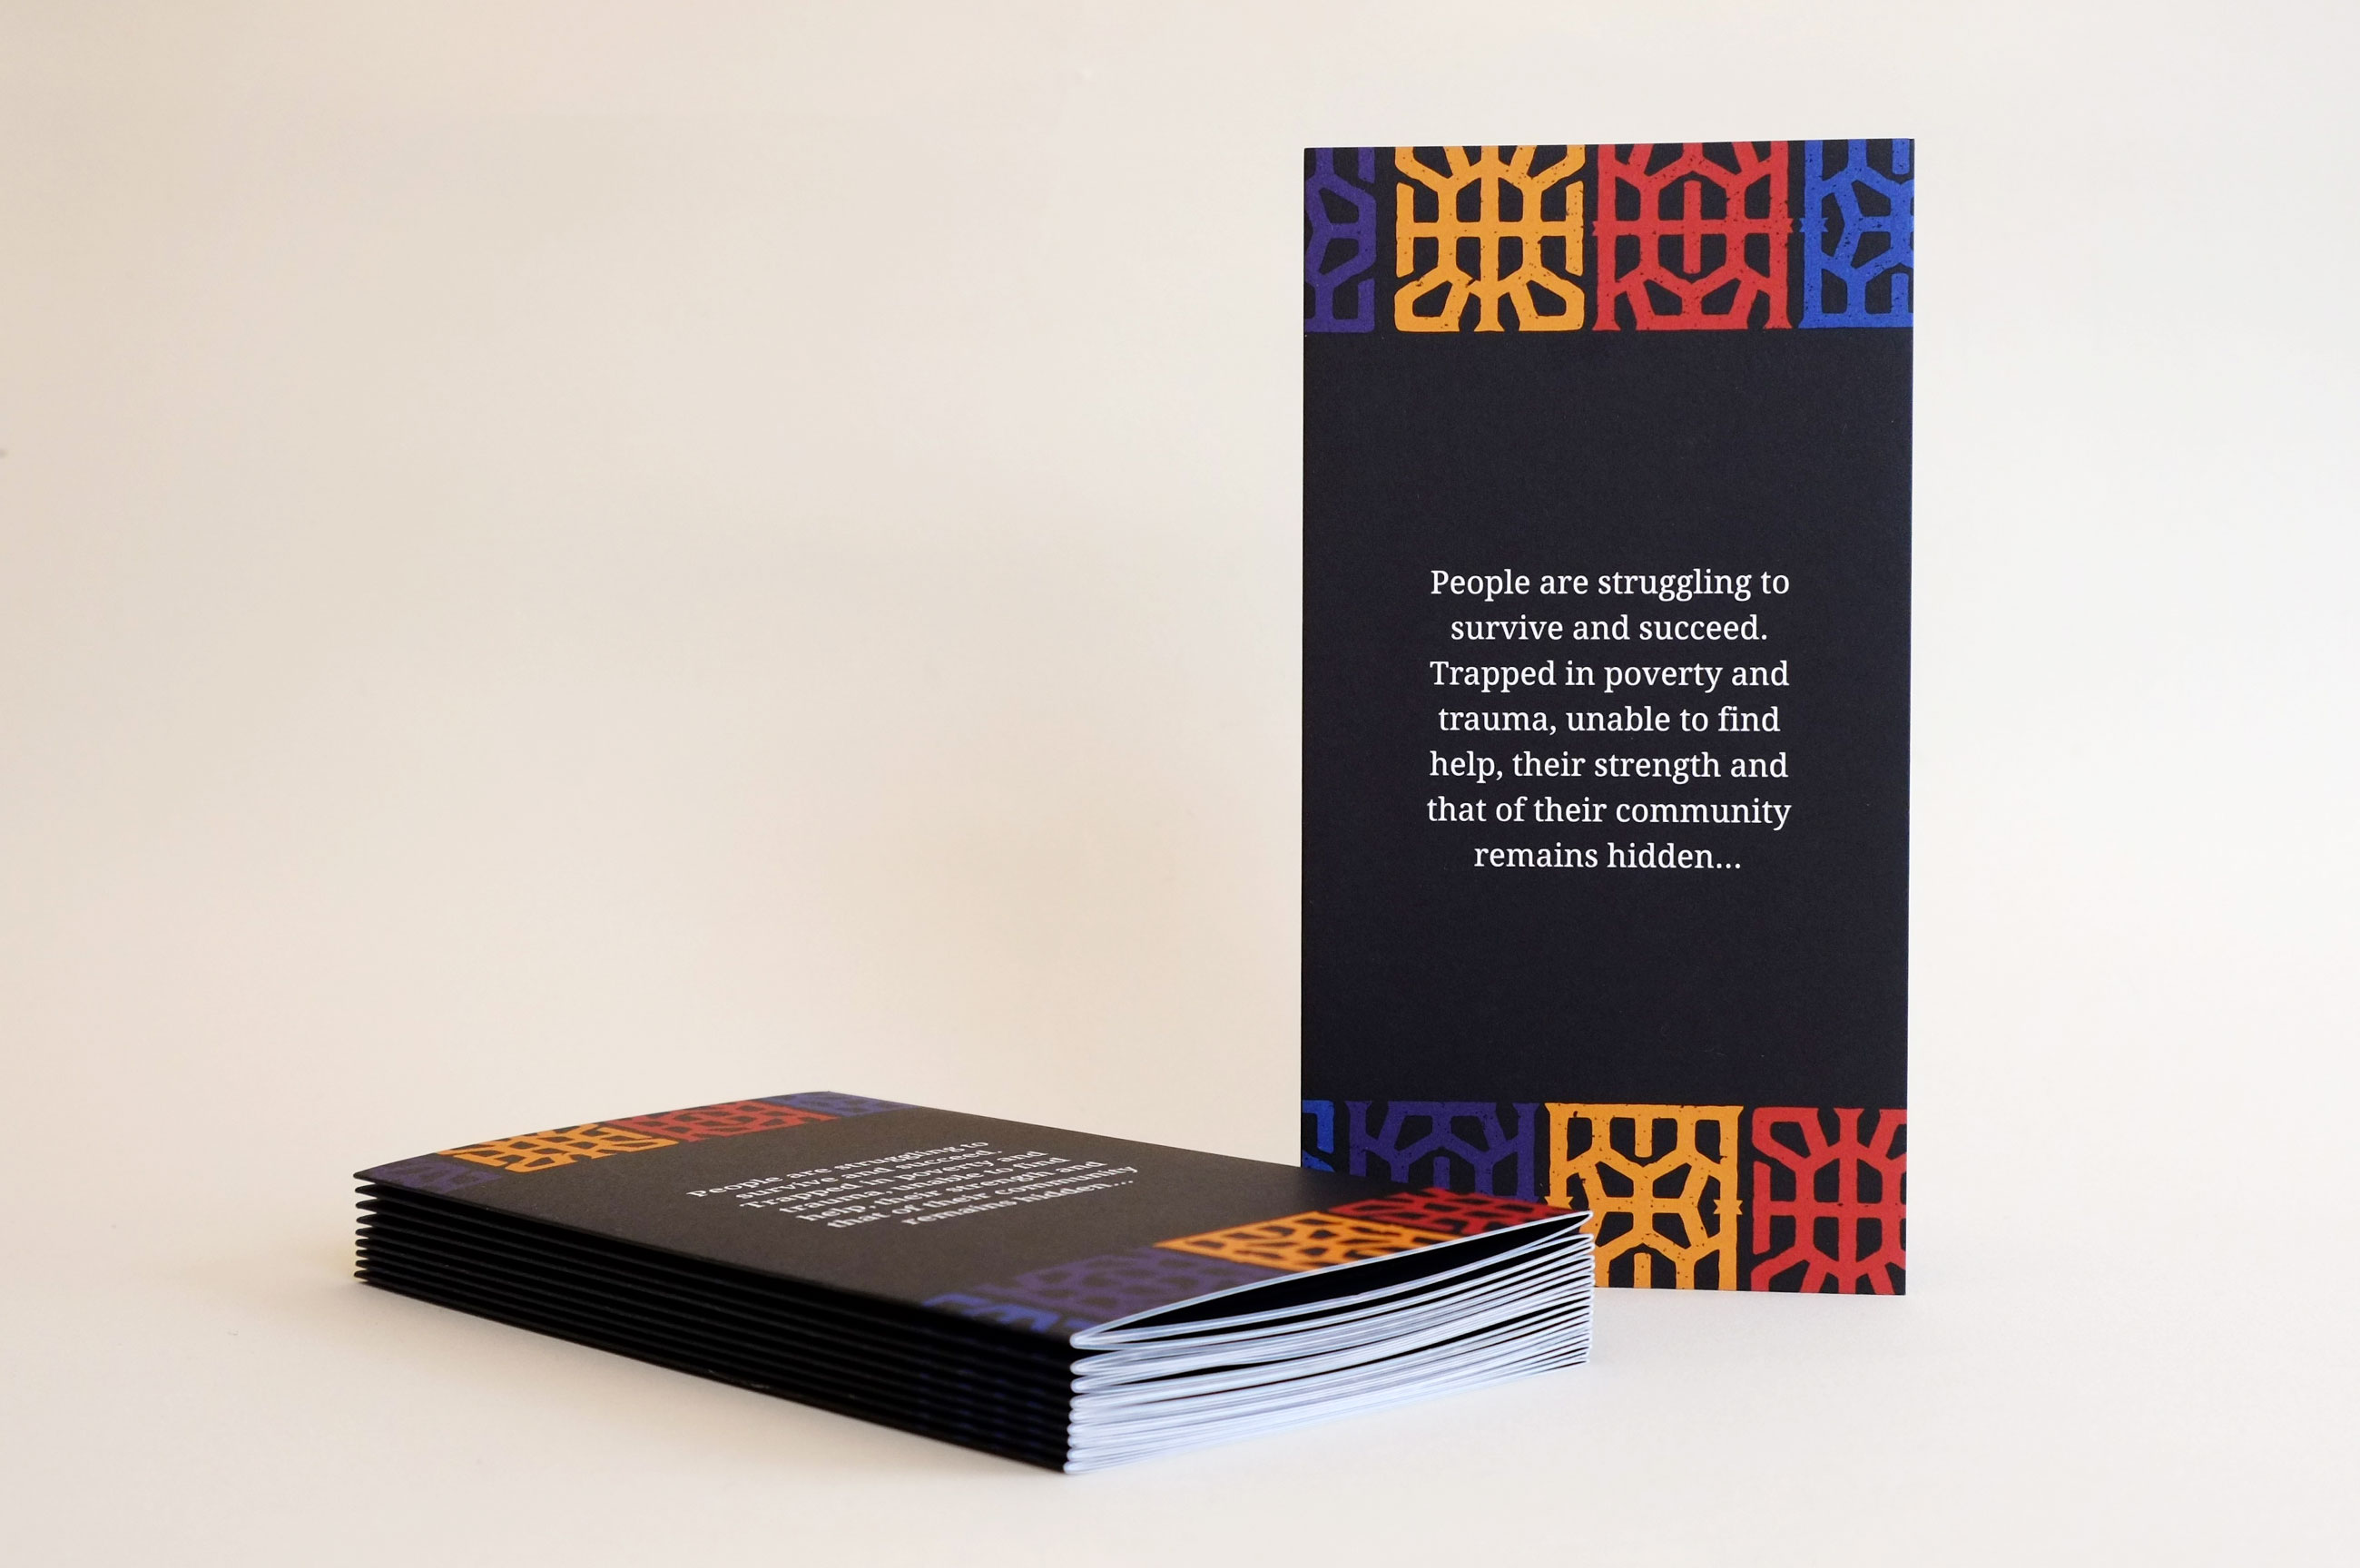 People are struggling to
survive and succeed.
Trapped in poverty and
trauma, unable to find
help, their strength and
that of their community
remains hidden...
People are struggling to
survive and succeed.
Trapped in poverty and
trauma, unable to find
help, their strength and
that of their community
remains hidden...